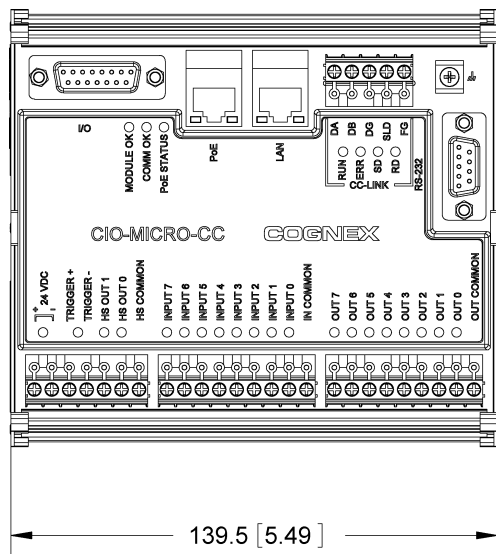 I/O
MODULE OK
COMM OK
PoE STATUS
PoE
LAN
DA
DB
DG
SLD
FG
RUN
ERR
SD
RD
CC-LINK
RS-232
CIO-MICRO-CC
COGNEX
+
-
24 VDC
TRIGGER +
TRIGGER -
HS OUT 1
HS OUT 0
HS COMMON
INPUT 7
INPUT 6
INPUT 5
INPUT 4
INPUT 3
INPUT 2
INPUT 1
INPUT 0
IN COMMON
OUT 7
OUT 6
OUT 5
OUT 4
OUT 3
OUT 2
OUT 1
OUT 0
OUT COMMON
139.5 [5.49]